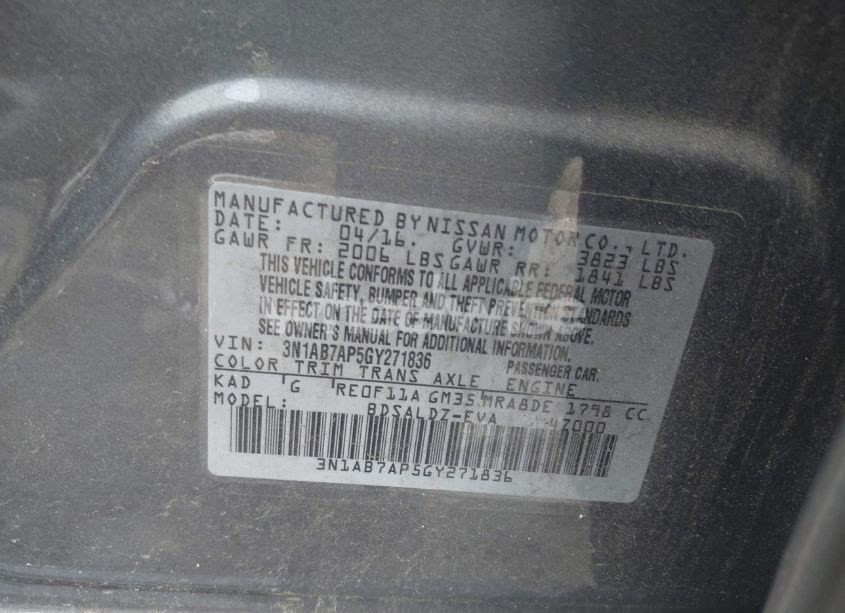 MANUFACTURED BY NISSAN MOTOR CO., LTD.
DATE: 04/16. GVWR: 3823 LBS
GAWR FR: 2006 LBS GAWR RR: 1841 LBS
THIS VEHICLE CONFORMS TO ALL APPLICABLE FEDERAL MOTOR
VEHICLE SAFETY, BUMPER AND THEFT PREVENTION STANDARDS
IN EFFECT ON THE DATE OF MANUFACTURE SHOWN ABOVE.
SEE OWNER'S MANUAL FOR ADDITIONAL INFORMATION.
VIN: 3N1AB7AP5GY271836 PASSENGER CAR.
COLOR TRIM TRANS AXLE ENGINE
KAD G RE0F11A GM35 MRA8DE 1798 CC
MODEL: BDSALDZ-EVA 4Z000
3N1AB7AP5GY271836